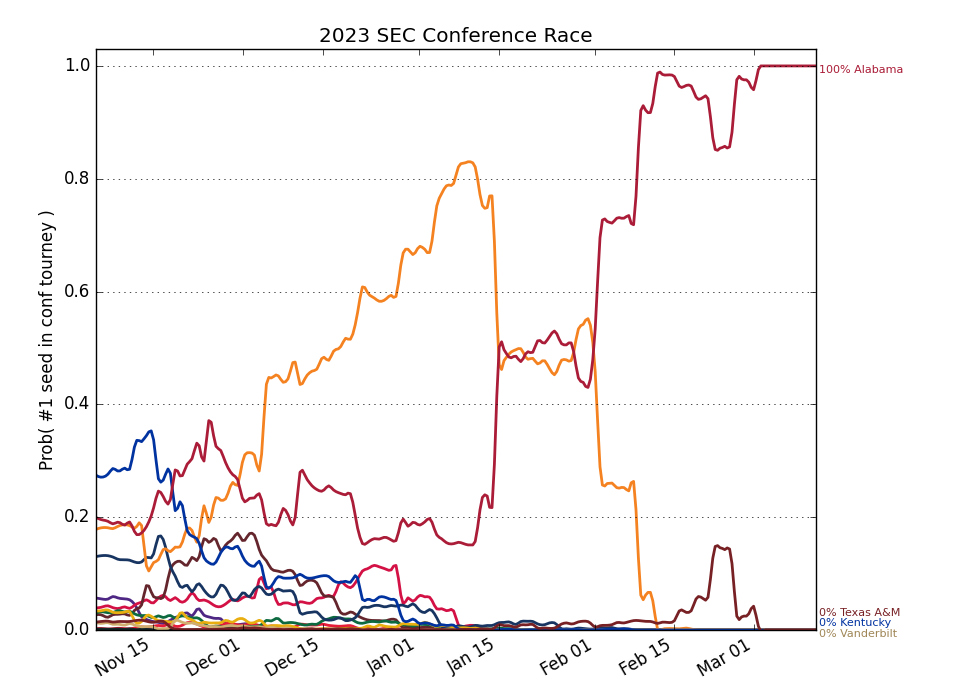 2023 SEC Conference Race
Prob( #1 seed in conf tourney )
1.0
0.8
0.6
0.4
0.2
0.0
Nov 15
Dec 01
Dec 15
Jan 01
Jan 15
Feb 01
Feb 15
Mar 01
100% Alabama
0% Texas A&M
0% Kentucky
0% Vanderbilt